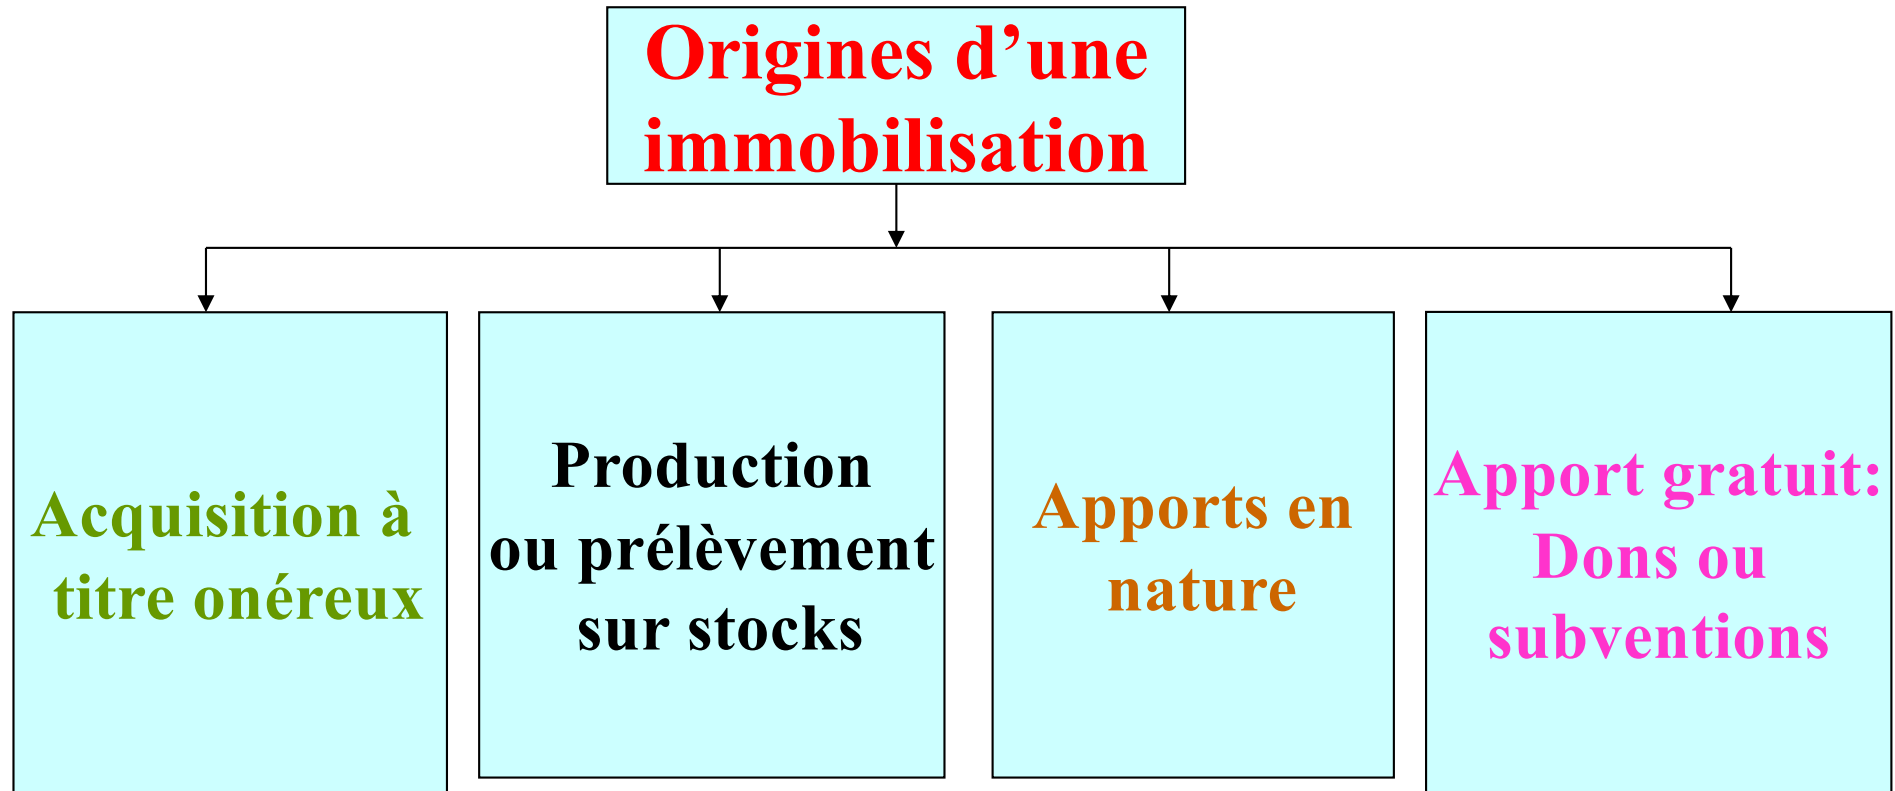 Origines d’une
immobilisation
Acquisition à
titre onéreux
Production
ou prélèvement
sur stocks
Apports en
nature
Apport gratuit:
Dons ou
subventions